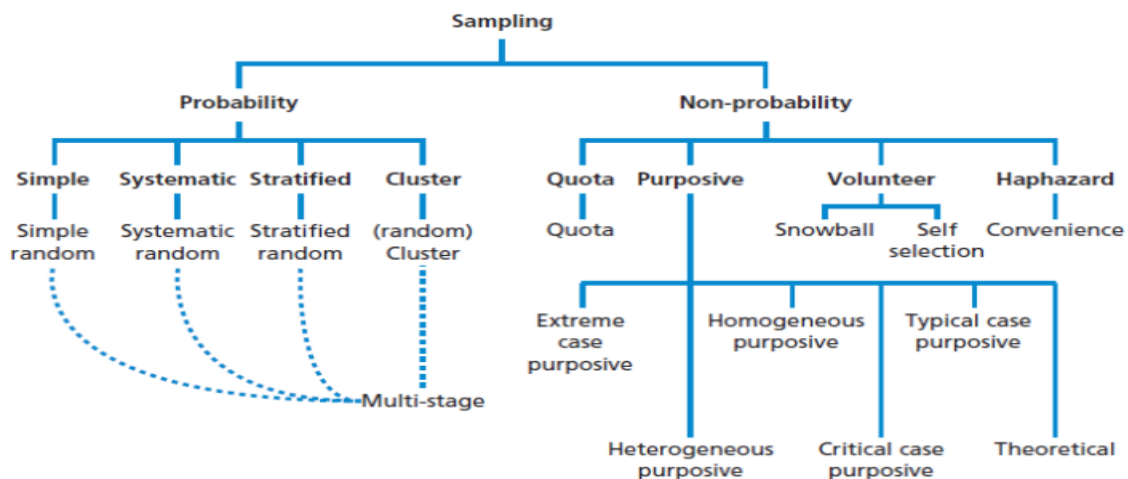 Sampling
Probability
Non-probability
Simple
Systematic
Stratified
Cluster
Quota
Purposive
Volunteer
Haphazard
Simple
random
Systematic
random
Stratified
random
(random)
Cluster
Quota
Snowball
Self
selection
Convenience
Extreme
case
purposive
Homogeneous
purposive
Typical case
purposive
Multi-stage
Heterogeneous
purposive
Critical case
purposive
Theoretical